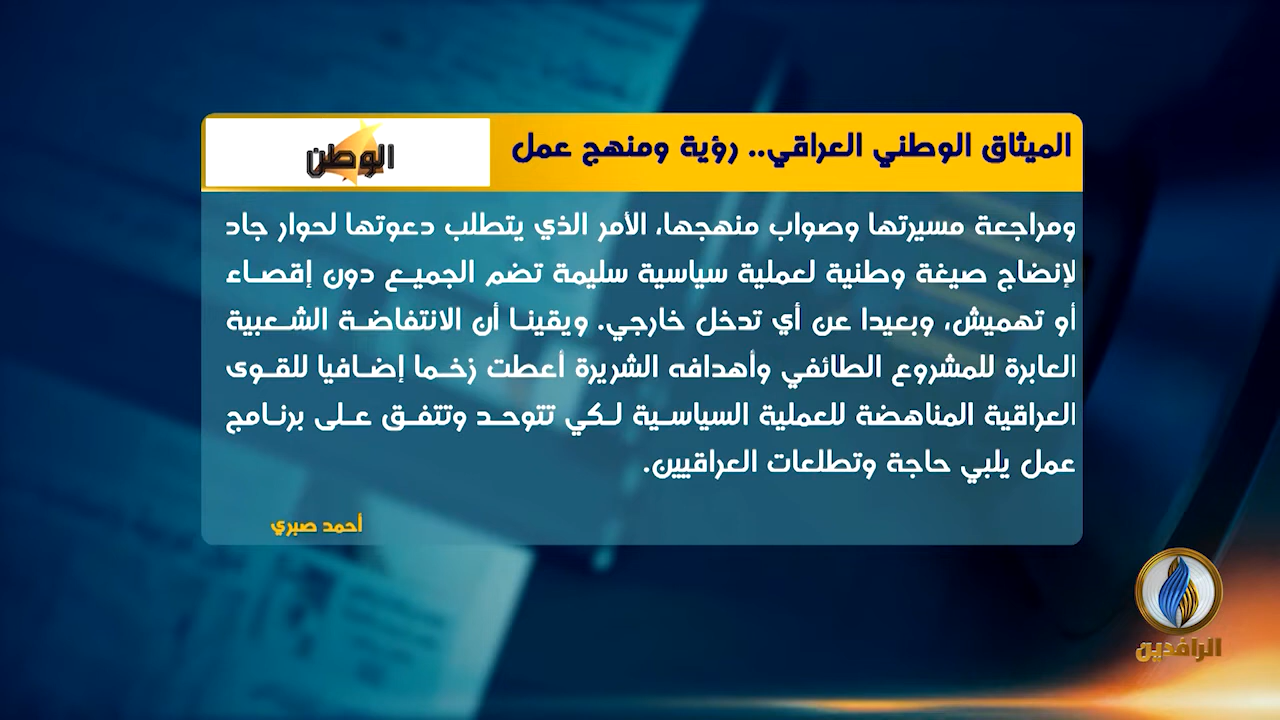 الميثاق الوطني العراقي.. رؤية ومنهج عمل
الوطن
ومراجعة مسيرتها وصواب منهجها، الأمر الذي يتطلب دعوتها لحوار جاد
لإنضاج صيغة وطنية لعملية سياسية سليمة تضم الجميع دون إقصاء
أو تهميش، وبعيدا عن أي تدخل خارجي. ويقينا أن الانتفاضة الشعبية
العابرة للمشروع الطائفي وأهدافه الشريرة أعطت زخما إضافيا للقوى
العراقية المناهضة للعملية السياسية لكي تتوحد وتتفق على برنامج
عمل يلبي حاجة وتطلعات العراقيين.
أحمد صبري
الرافدين